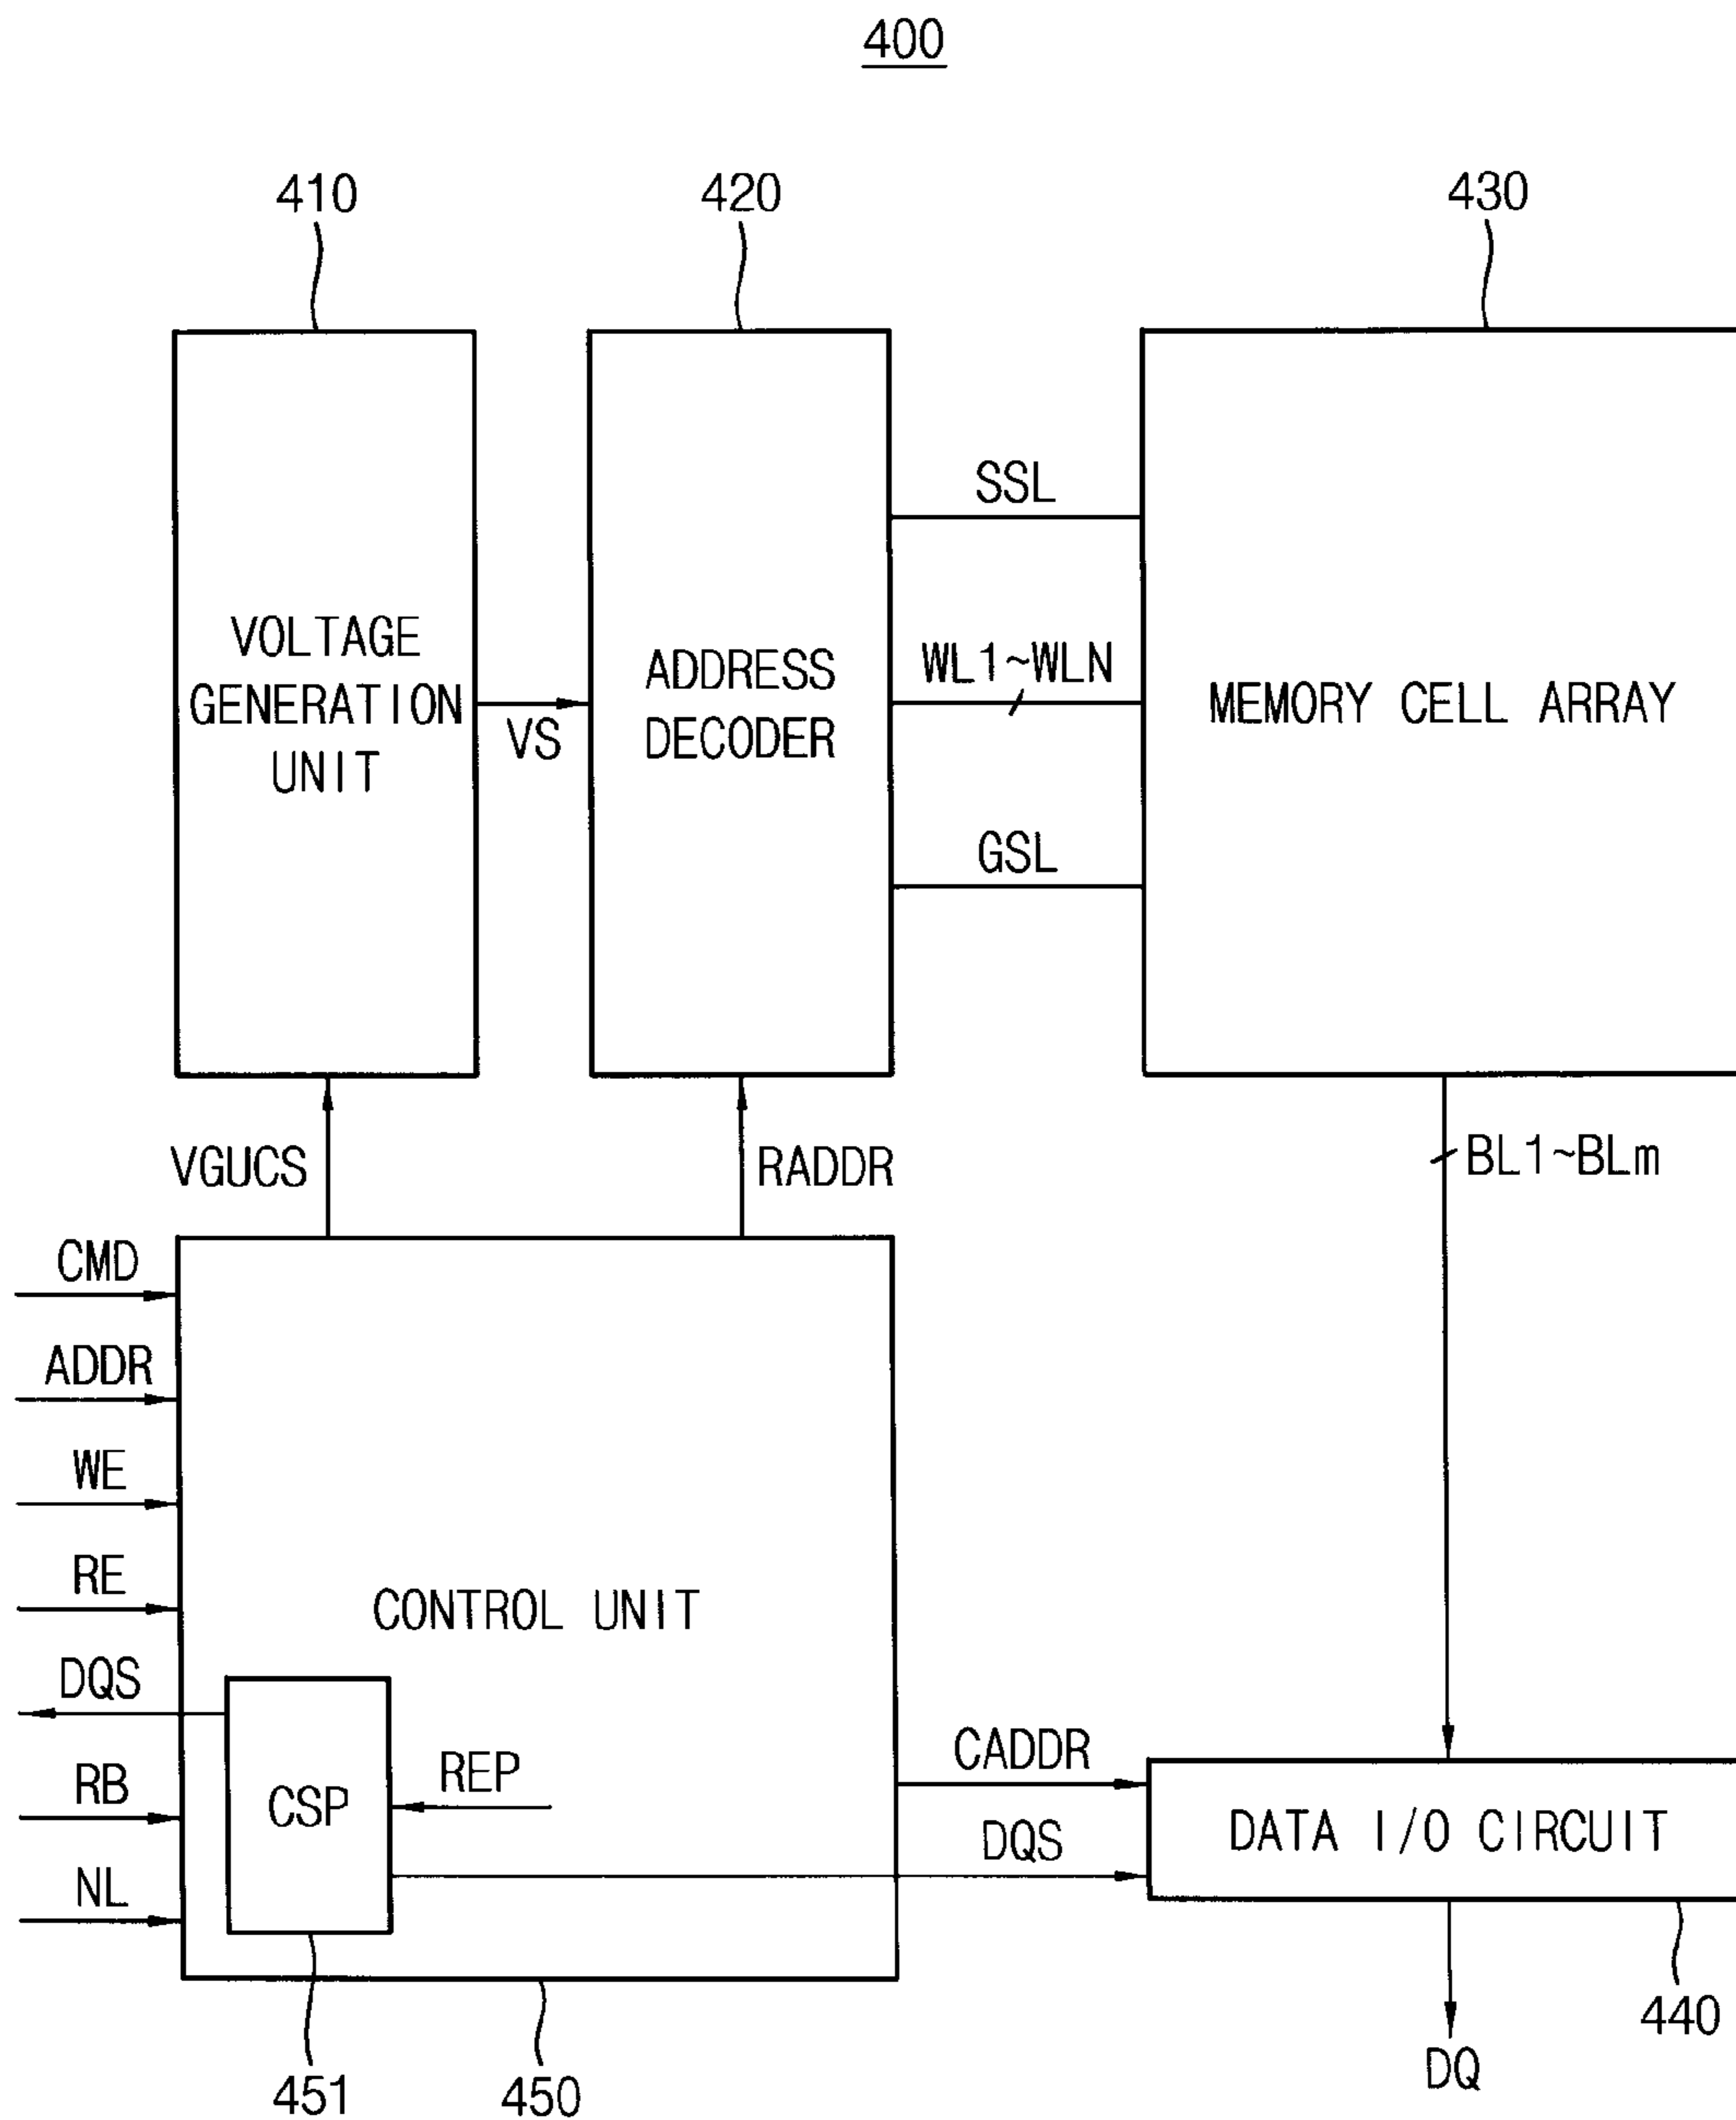 400
410
420
430
VOLTAGE
GENERATION
UNIT
VS
ADDRESS
DECODER
SSL
WL1~WLN
GSL
MEMORY CELL ARRAY
VGUCS
RADDR
BL1~BLm
CMD
ADDR
WE
RE
DQS
RB
NL
CONTROL UNIT
CSP
REP
CADDR
DQS
DATA I/O CIRCUIT
451
450
440
DQ